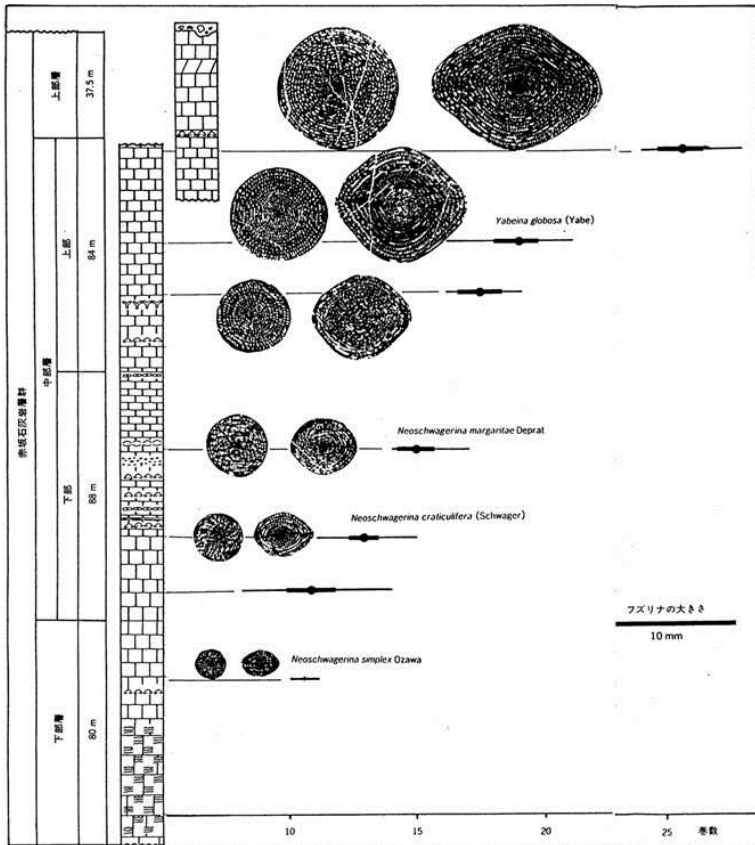 赤坂石灰岩層群
上部層
37.5 m
中部層
上部
84 m
下部
88 m
下部層
80 m
Yabeina globosa (Yabe)
Neoschwagerina margaritae Deprat
Neoschwagerina craticulifera (Schwager)
Neoschwagerina simplex Ozawa
フズリナの大きさ
10 mm
10
15
20
25
巻数